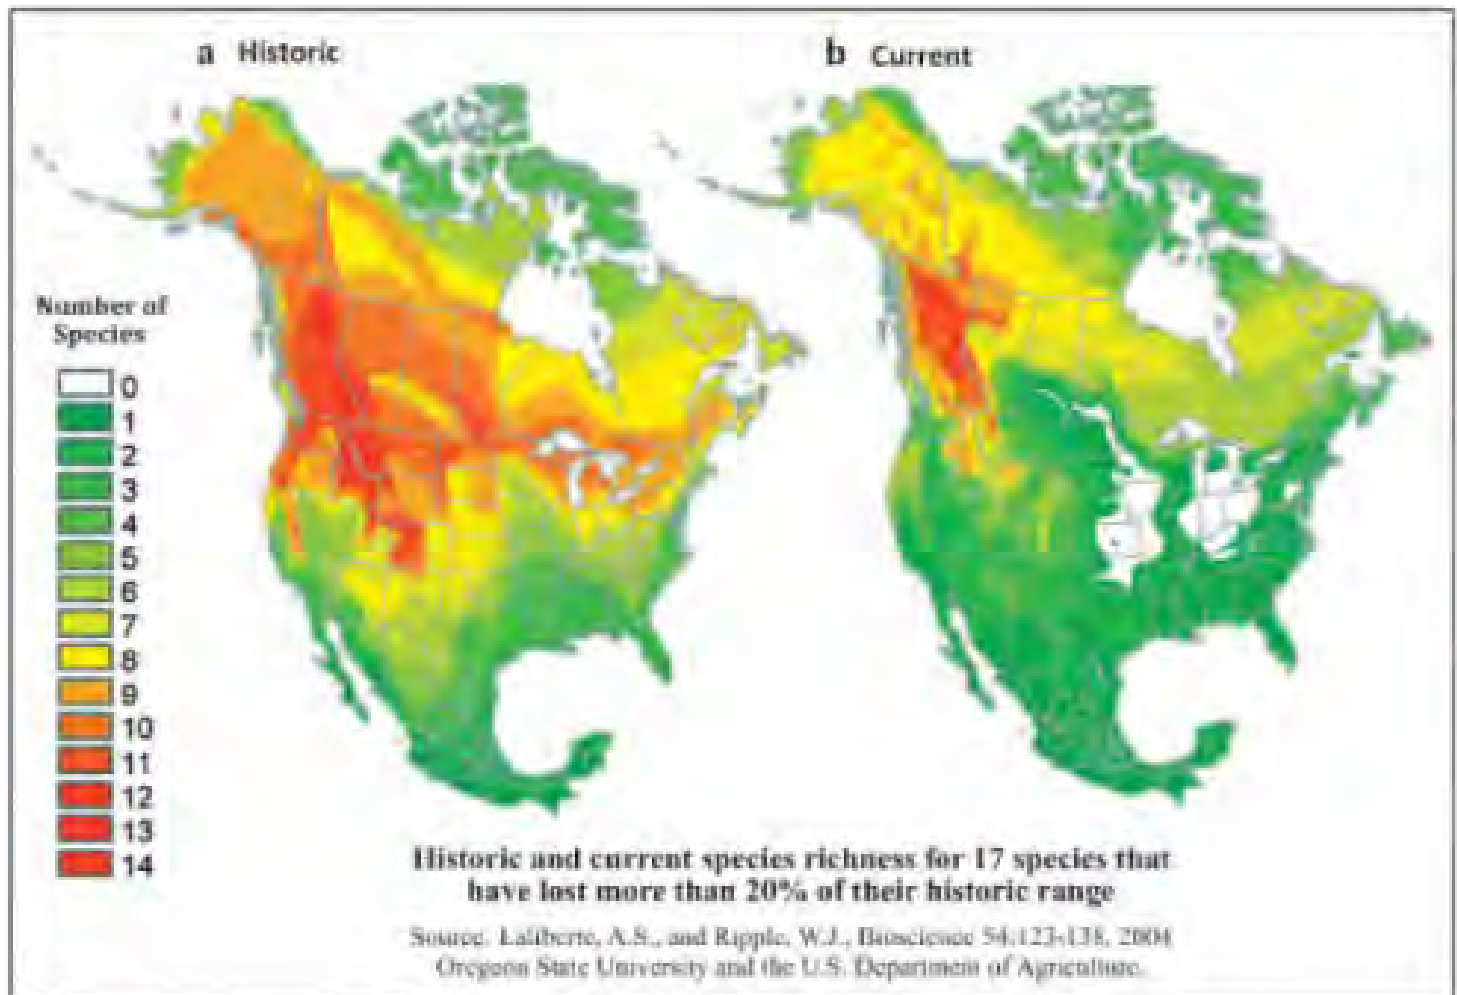 a Historic
b Current
Number of
Species
0
1
2
3
4
5
6
7
8
9
10
11
12
13
14
Historic and current species richness for 17 species that
have lost more than 20% of their historic range
Source. Laliberte, A.S., and Ripple, W.J., Bioscience 54:123-138, 2004
Oregeon State University and the U.S. Department of Agriculture.